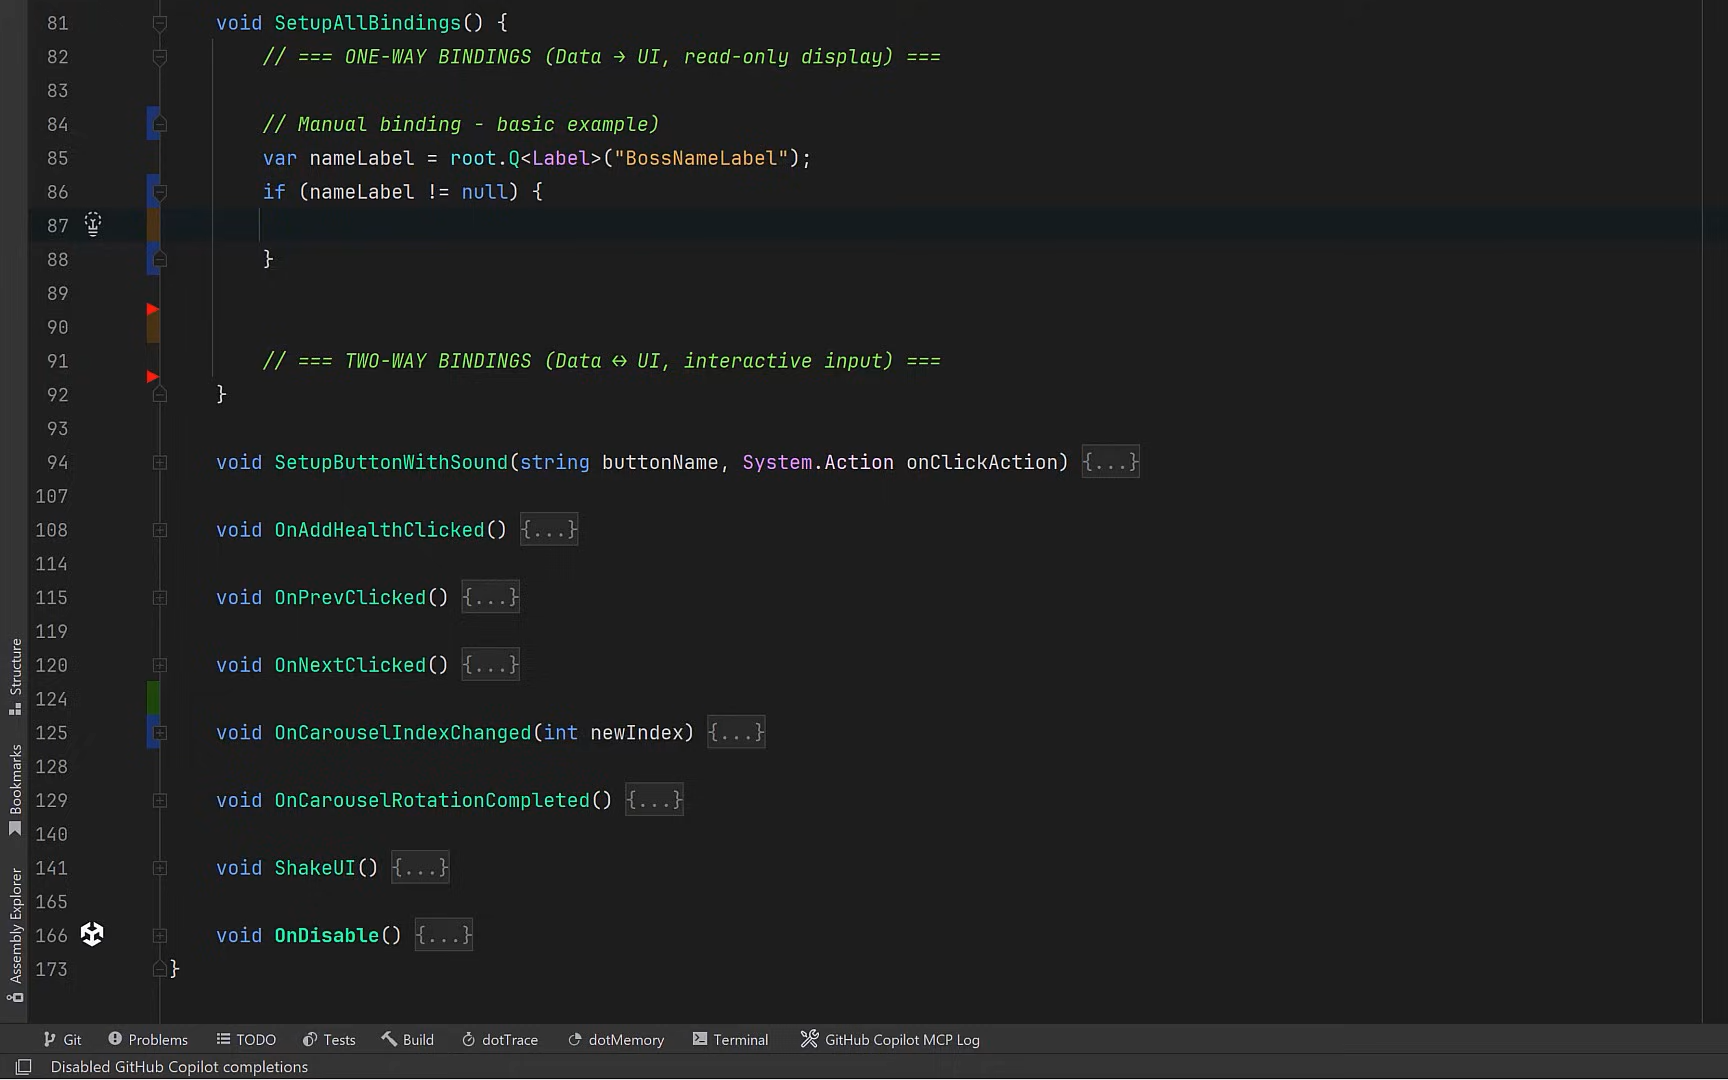 81 void SetupAllBindings() {
82 // === ONE-WAY BINDINGS (Data → UI, read-only display) ===
83
84 // Manual binding - basic example)
85 var nameLabel = root.Q<Label>("BossNameLabel");
86 if (nameLabel != null) {
87
88 }
89
90
91 // === TWO-WAY BINDINGS (Data ↔ UI, interactive input) ===
92 }
93
94 void SetupButtonWithSound(string buttonName, System.Action onClickAction) {...}
107
108 void OnAddHealthClicked() {...}
114
115 void OnPrevClicked() {...}
119
120 void OnNextClicked() {...}
124
125 void OnCarouselIndexChanged(int newIndex) {...}
128
129 void OnCarouselRotationCompleted() {...}
140
141 void ShakeUI() {...}
165
166 void OnDisable() {...}
173 }
Structure
Bookmarks
Assembly Explorer
Git Problems TODO Tests Build dotTrace dotMemory Terminal GitHub Copilot MCP Log
Disabled GitHub Copilot completions